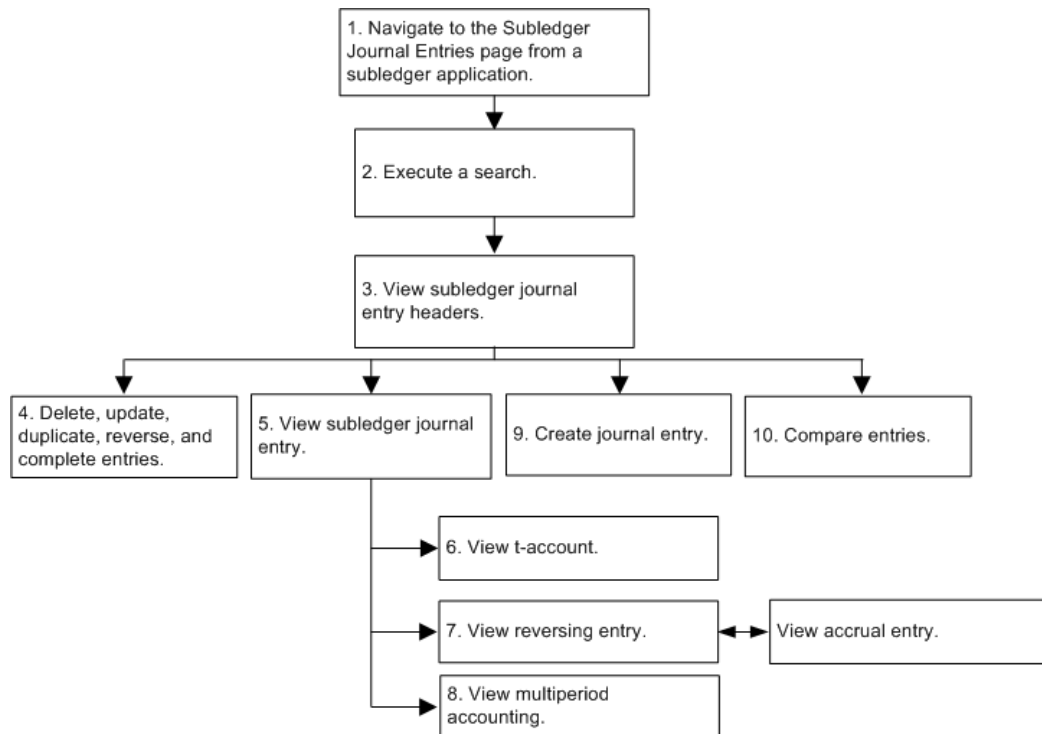 1. Navigate to the Subledger
Journal Entries page from a
subledger application.
2. Execute a search.
3. View subledger journal
entry headers.
4. Delete, update,
duplicate, reverse, and
complete entries.
5. View subledger journal
entry.
9. Create journal entry.
10. Compare entries.
6. View t-account.
7. View reversing entry.
View accrual entry.
8. View multiperiod
accounting.